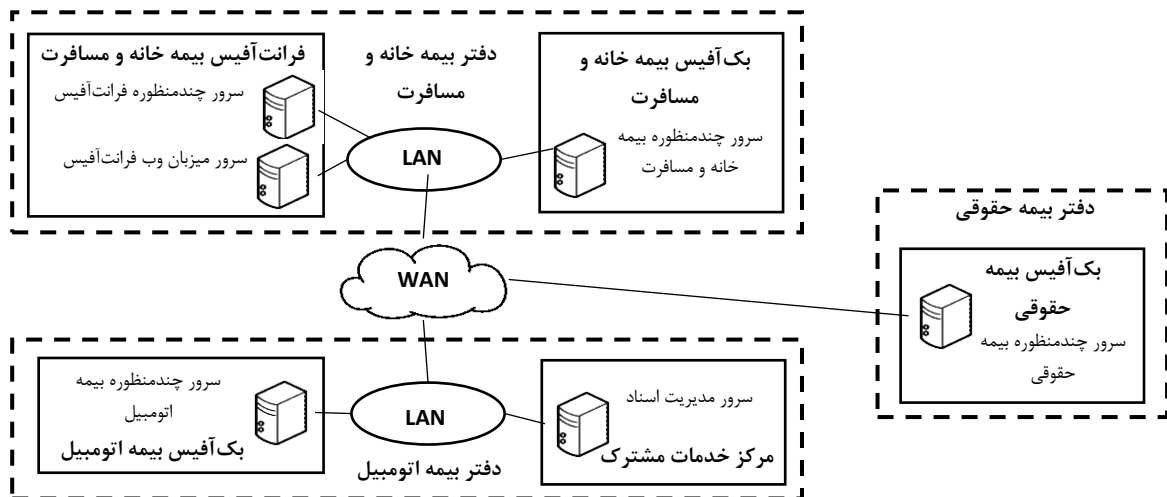 فرانت‌آفیس بیمه خانه و مسافرت
سرور چندمنظوره فرانت‌آفیس
سرور میزبان وب فرانت‌آفیس
دفتر بیمه خانه و
مسافرت
LAN
بک‌آفیس بیمه خانه و
مسافرت
سرور چندمنظوره بیمه
خانه و مسافرت
WAN
دفتر بیمه حقوقی
بک‌آفیس بیمه
حقوقی
سرور چندمنظوره بیمه
حقوقی
سرور چندمنظوره بیمه
اتومبیل
بک‌آفیس بیمه اتومبیل
LAN
دفتر بیمه اتومبیل
سرور مدیریت اسناد
مرکز خدمات مشترک